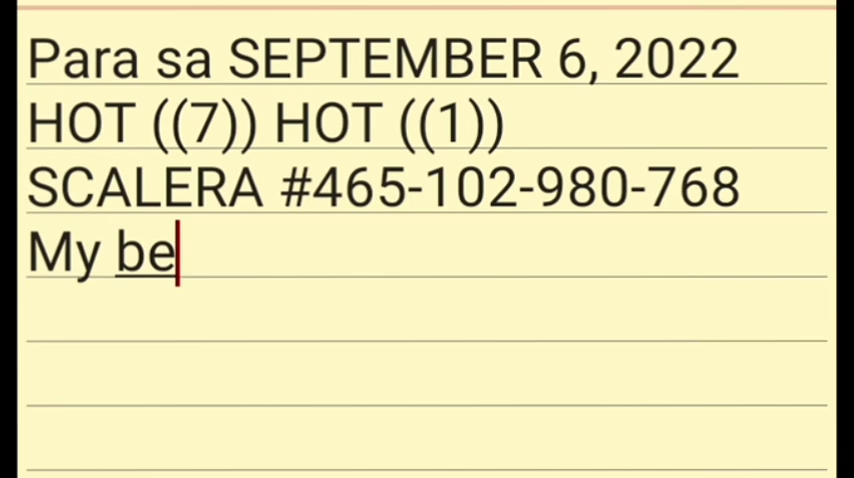 Para sa SEPTEMBER 6, 2022
HOT ((7)) HOT ((1))
SCALERA #465-102-980-768
My be